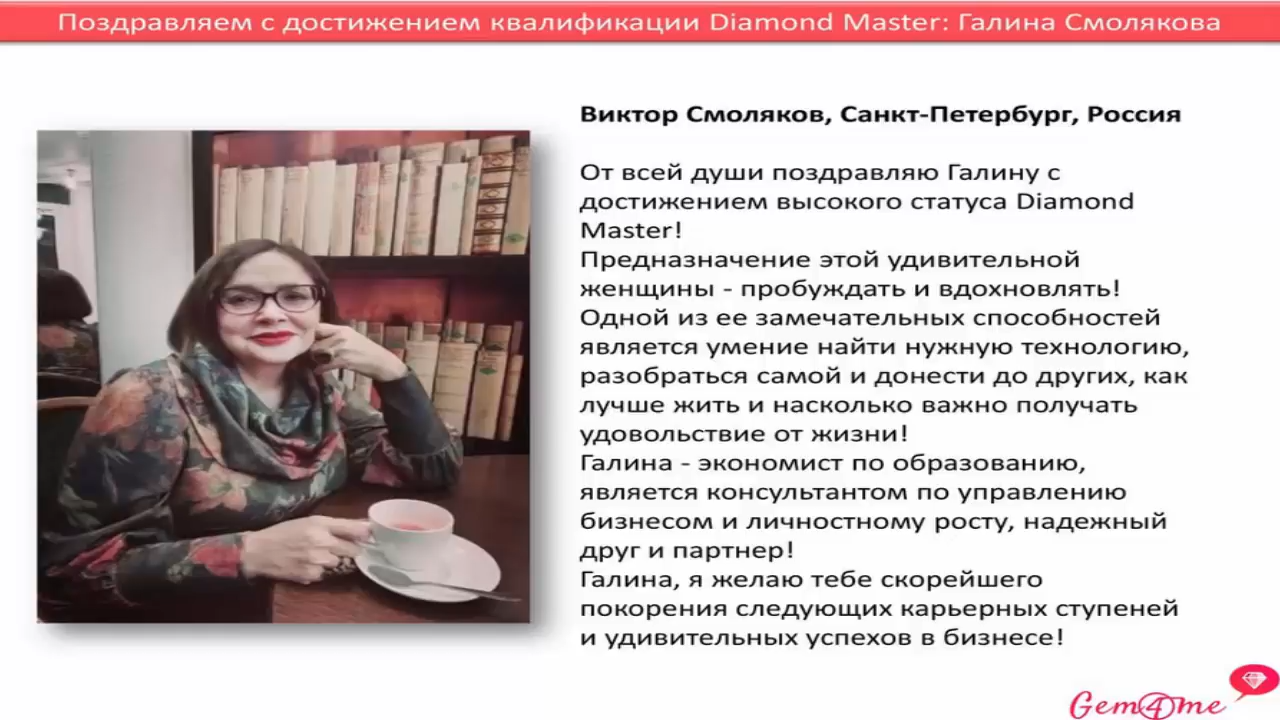 Поздравляем с достижением квалификации Diamond Master: Галина Смолякова
Виктор Смоляков, Санкт-Петербург, Россия
От всей души поздравляю Галину с
достижением высокого статуса Diamond
Master!
Предназначение этой удивительной
женщины - пробуждать и вдохновлять!
Одной из ее замечательных способностей
является умение найти нужную технологию,
разобраться самой и донести до других, как
лучше жить и насколько важно получать
удовольствие от жизни!
Галина - экономист по образованию,
является консультантом по управлению
бизнесом и личностному росту, надежный
друг и партнер!
Галина, я желаю тебе скорейшего
покорения следующих карьерных ступеней
и удивительных успехов в бизнесе!
Gem4me